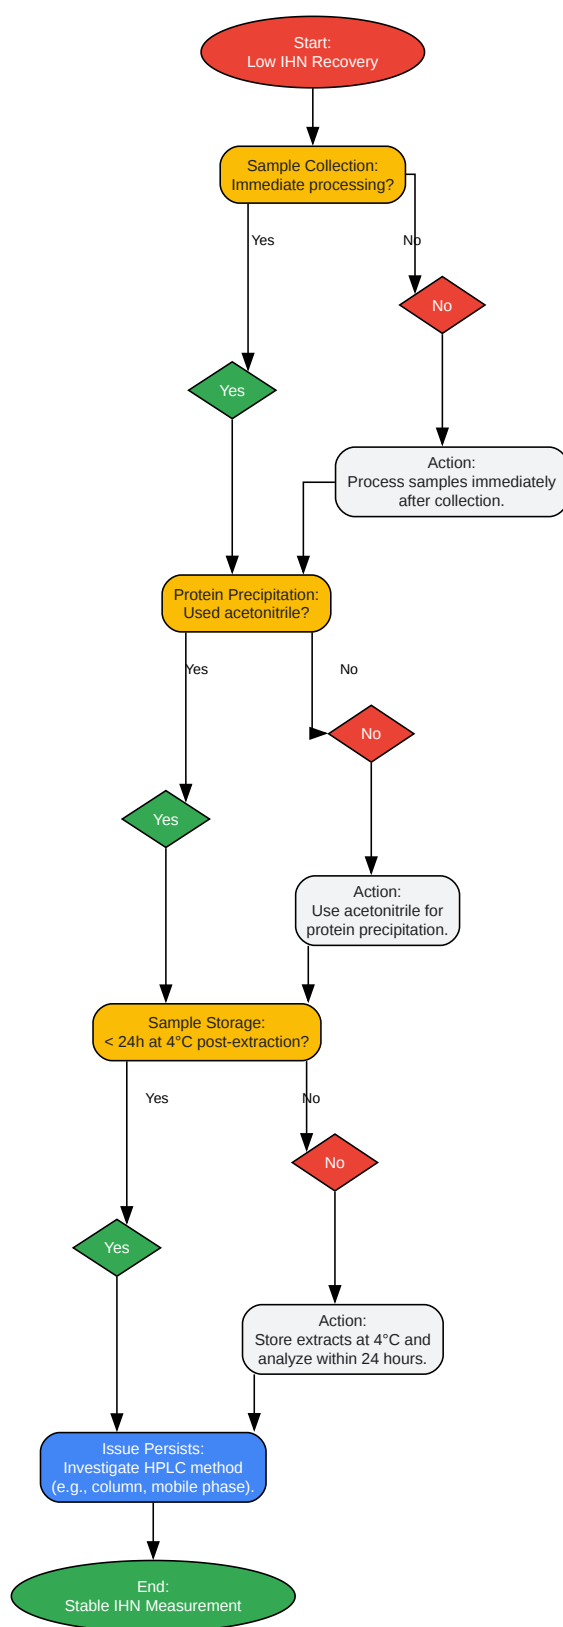 Start:
Low IHN Recovery
Sample Collection:
Immediate processing?
Yes
No
No
Yes
Action:
Process samples immediately
after collection.
Protein Precipitation:
Used acetonitrile?
Yes
No
No
Yes
Action:
Use acetonitrile for
protein precipitation.
Sample Storage:
< 24h at 4°C post-extraction?
Yes
No
No
Yes
Action:
Store extracts at 4°C and
analyze within 24 hours.
Issue Persists:
Investigate HPLC method
(e.g., column, mobile phase).
End:
Stable IHN Measurement